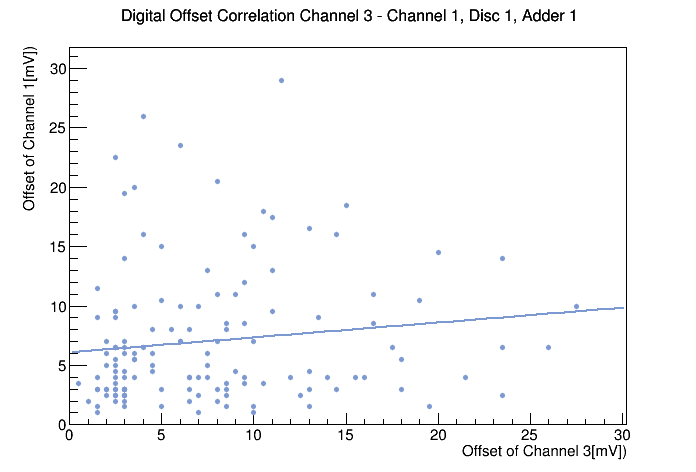 Digital Offset Correlation Channel 3 - Channel 1, Disc 1, Adder 1
Offset of Channel 1[mV])
30
25
20
15
10
5
0
0 5 10 15 20 25 30
Offset of Channel 3[mV])